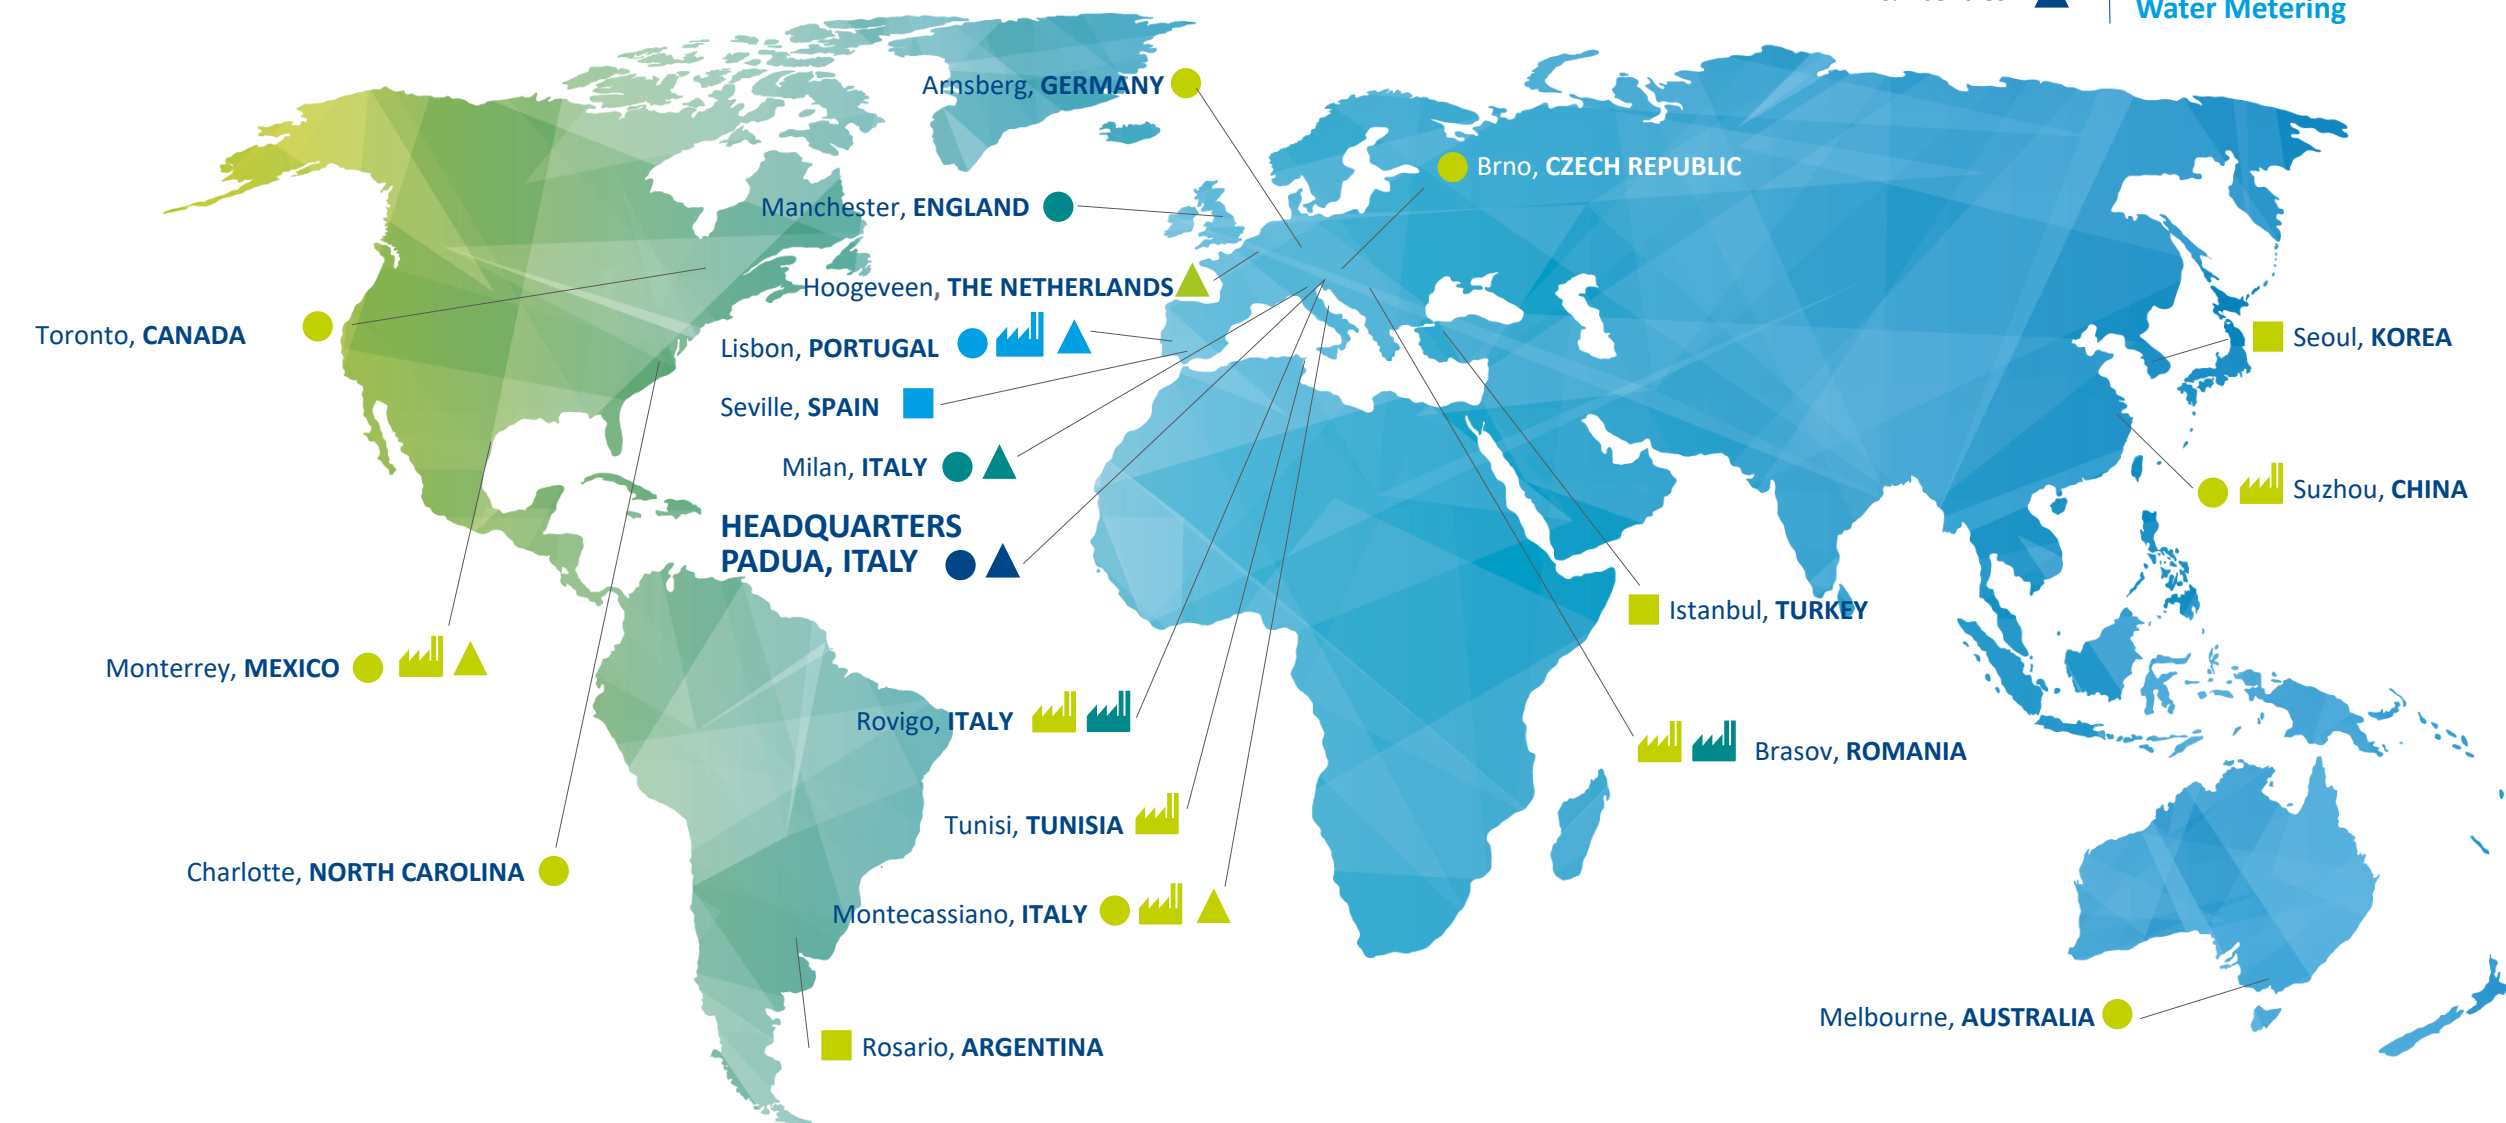 Water Metering
Arnsberg, GERMANY
Brno, CZECH REPUBLIC
Manchester, ENGLAND
Hoogeveen, THE NETHERLANDS
Toronto, CANADA
Lisbon, PORTUGAL
Seoul, KOREA
Seville, SPAIN
Milan, ITALY
Suzhou, CHINA
HEADQUARTERS
PADUA, ITALY
Istanbul, TURKEY
Monterrey, MEXICO
Rovigo, ITALY
Brasov, ROMANIA
Tunisi, TUNISIA
Charlotte, NORTH CAROLINA
Montecassiano, ITALY
Melbourne, AUSTRALIA
Rosario, ARGENTINA